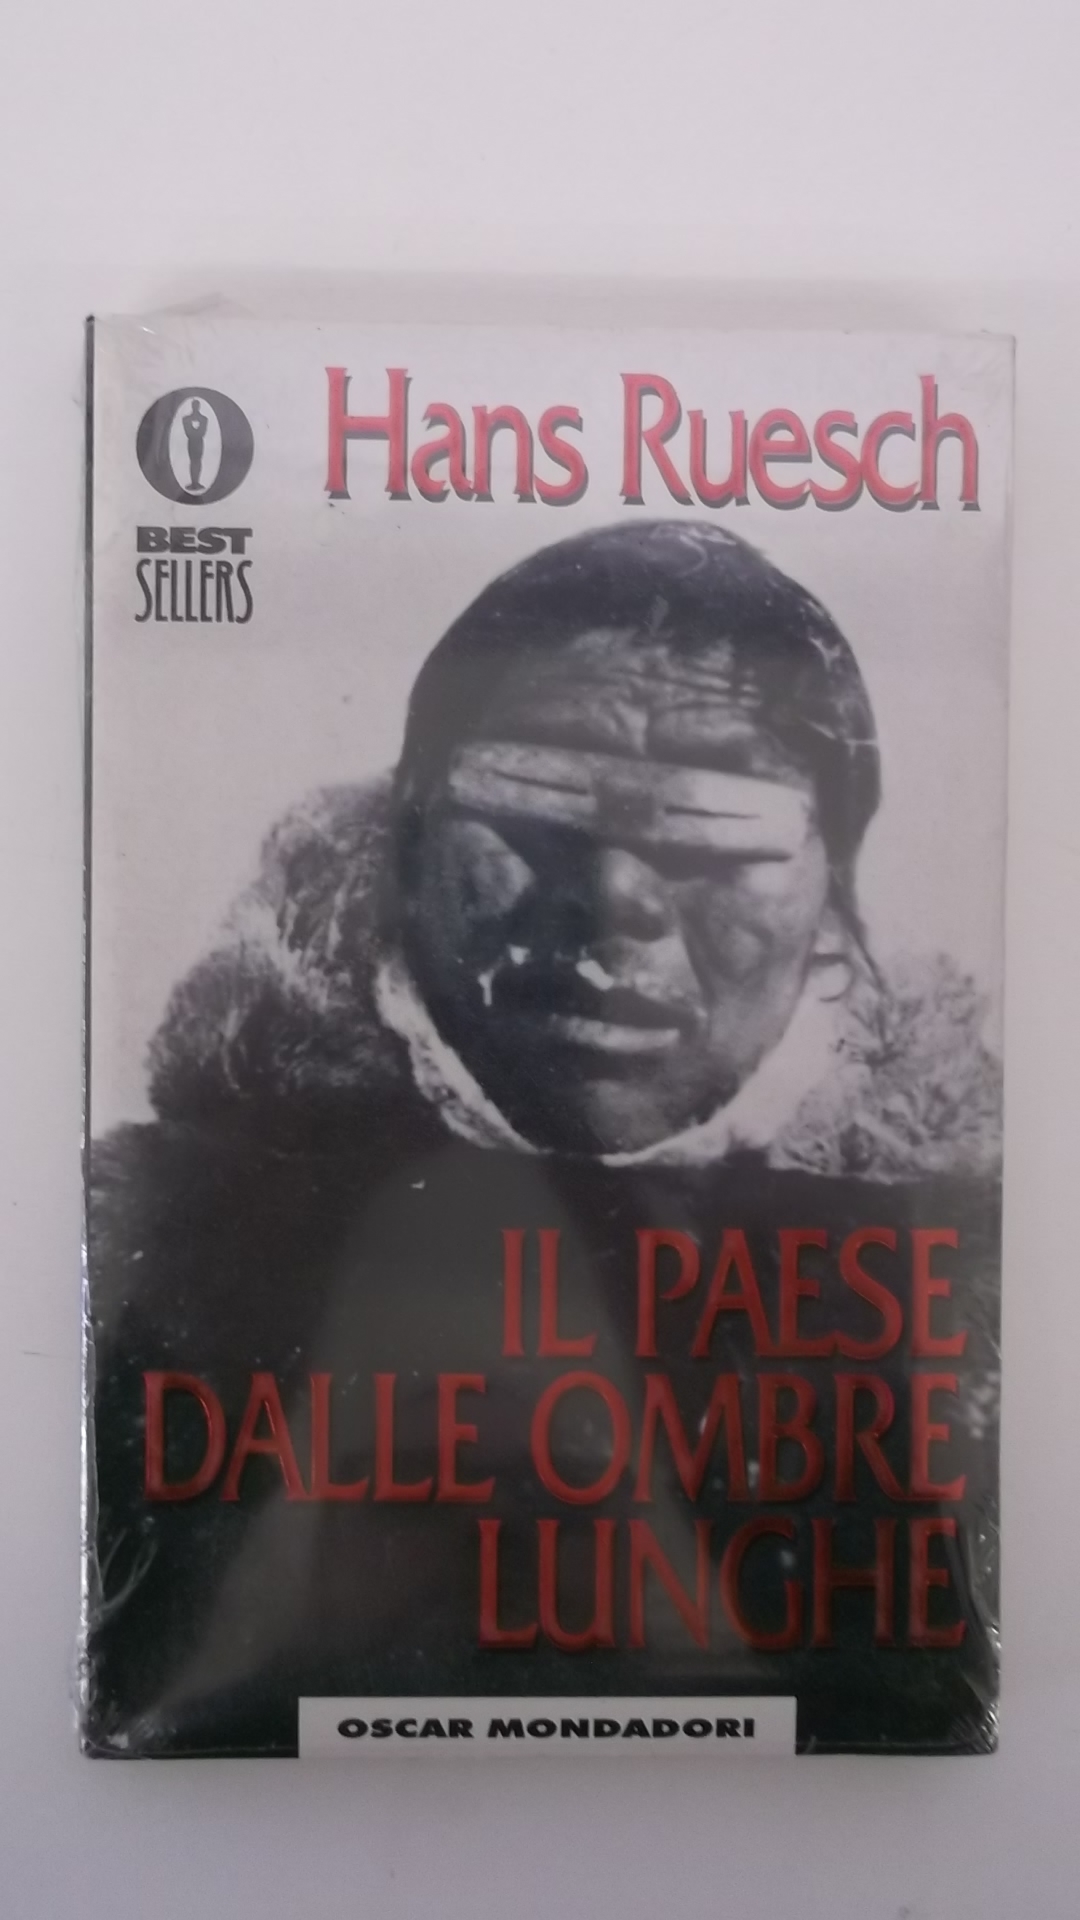 Hans Ruesch
BEST
SELLERS
IL PAESE
DALLE OMBRE
LUNGHE
OSCAR MONDADORI